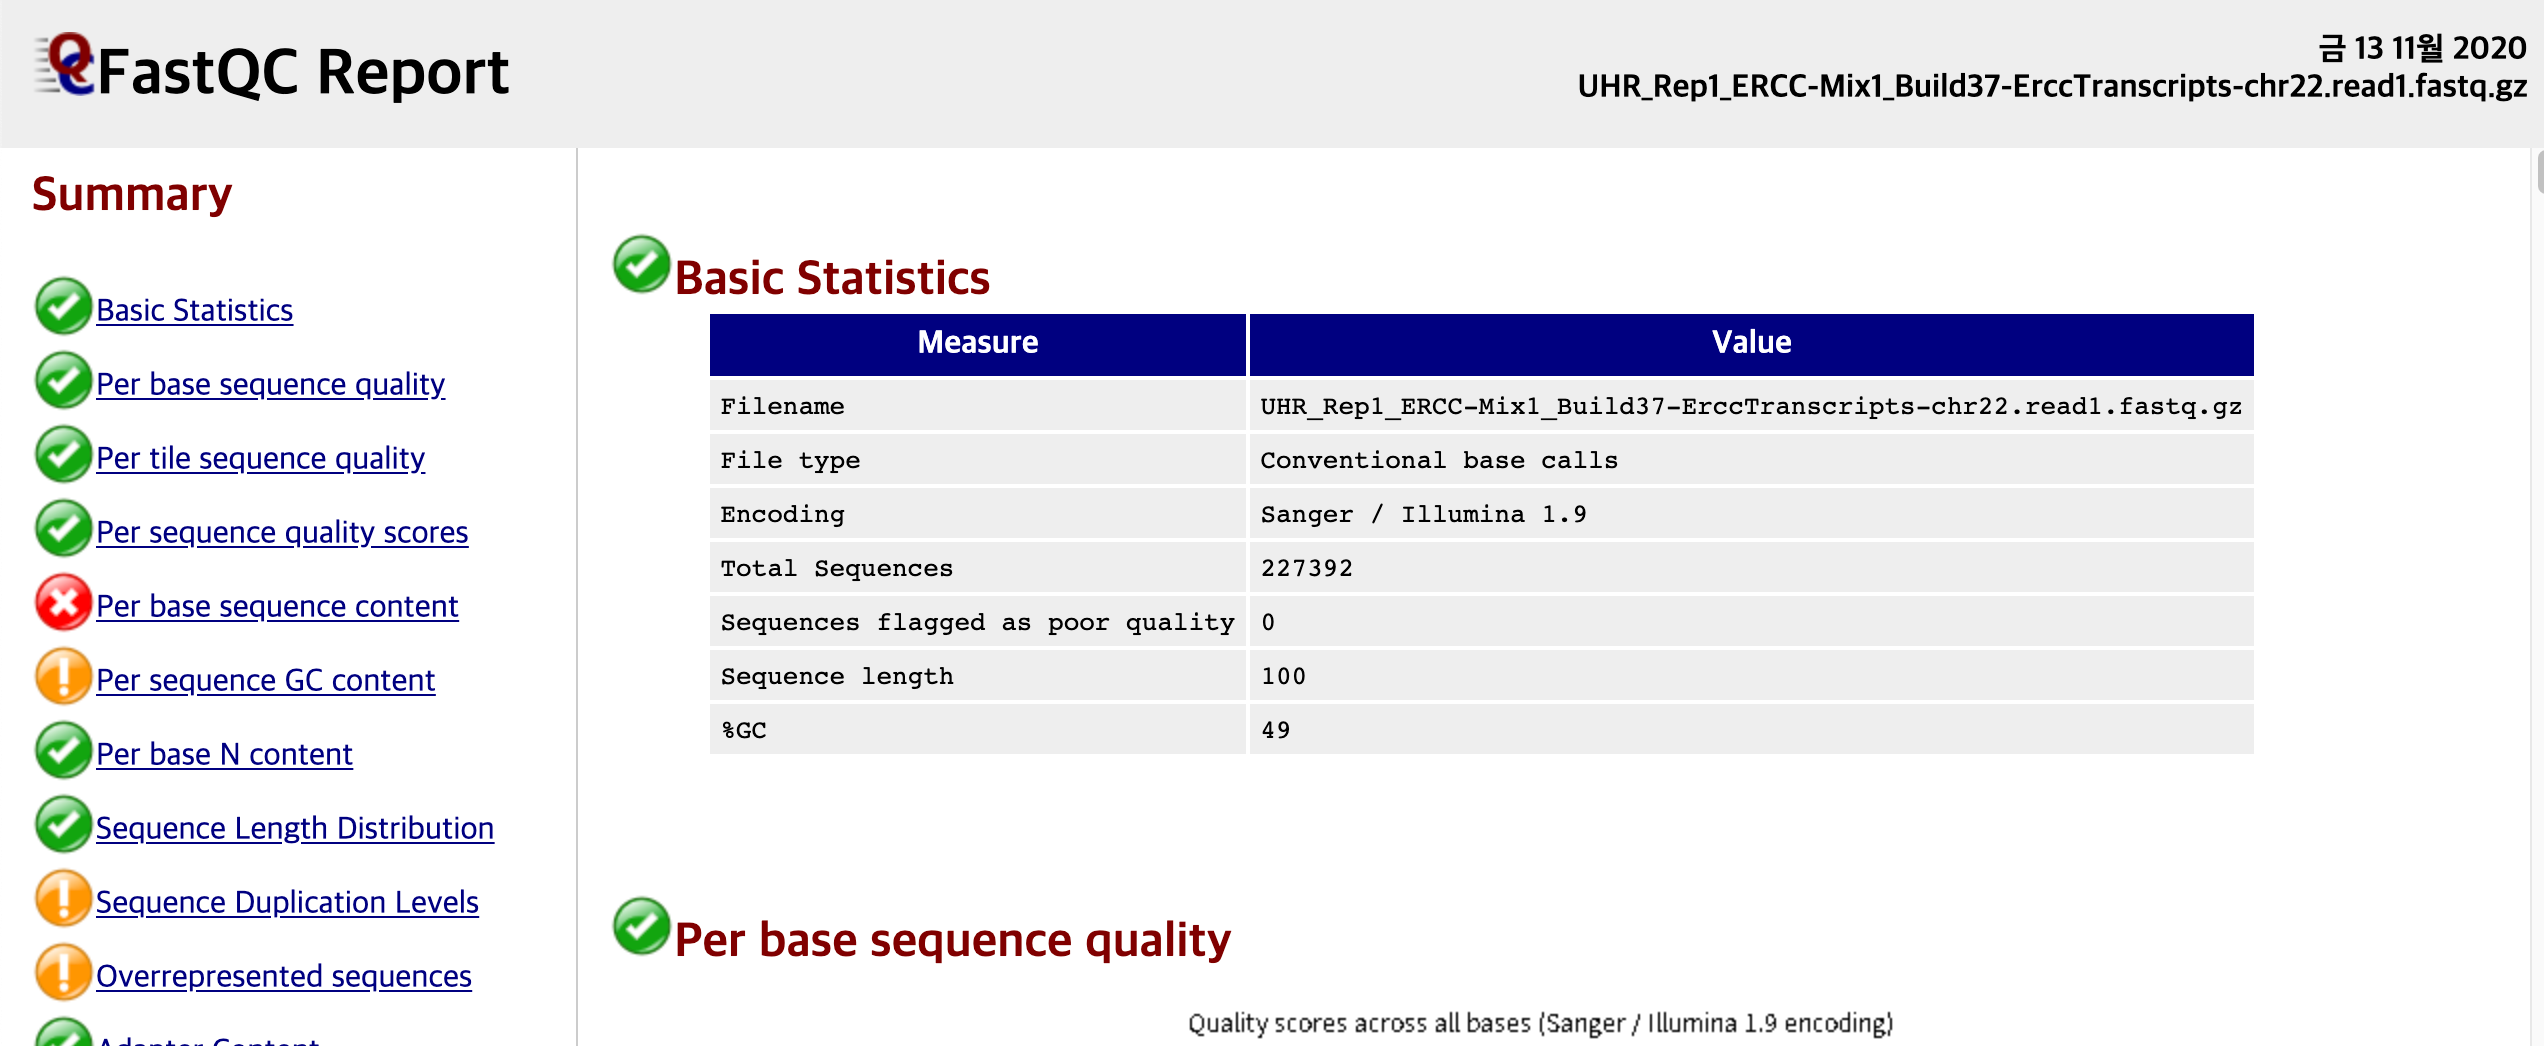 FastQC Report
금 13 11월 2020
UHR_Rep1_ERCC-Mix1_Build37-ErccTranscripts-chr22.read1.fastq.gz
Summary
Basic Statistics
Per base sequence quality
Per tile sequence quality
Per sequence quality scores
Per base sequence content
Per sequence GC content
Per base N content
Sequence Length Distribution
Sequence Duplication Levels
Overrepresented sequences
Adapter Content
Basic Statistics
Measure Value
Filename UHR_Rep1_ERCC-Mix1_Build37-ErccTranscripts-chr22.read1.fastq.gz
File type Conventional base calls
Encoding Sanger / Illumina 1.9
Total Sequences 227392
Sequences flagged as poor quality 0
Sequence length 100
%GC 49
Per base sequence quality
Quality scores across all bases (Sanger / Illumina 1.9 encoding)